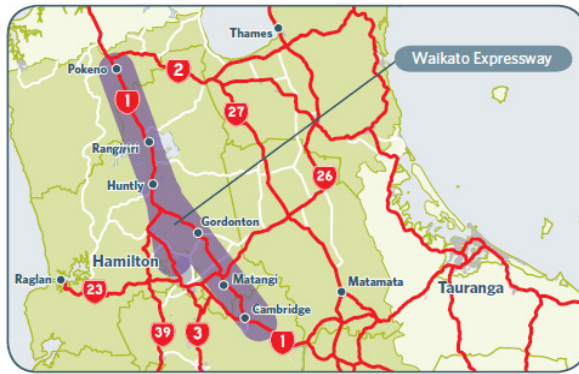 Thames
Waikato Expressway
Pokeno
2
1
27
Rangiriri
26
Huntly
Gordonton
Hamilton
Raglan
23
Matangi
Matamata
Tauranga
Cambridge
39
3
1